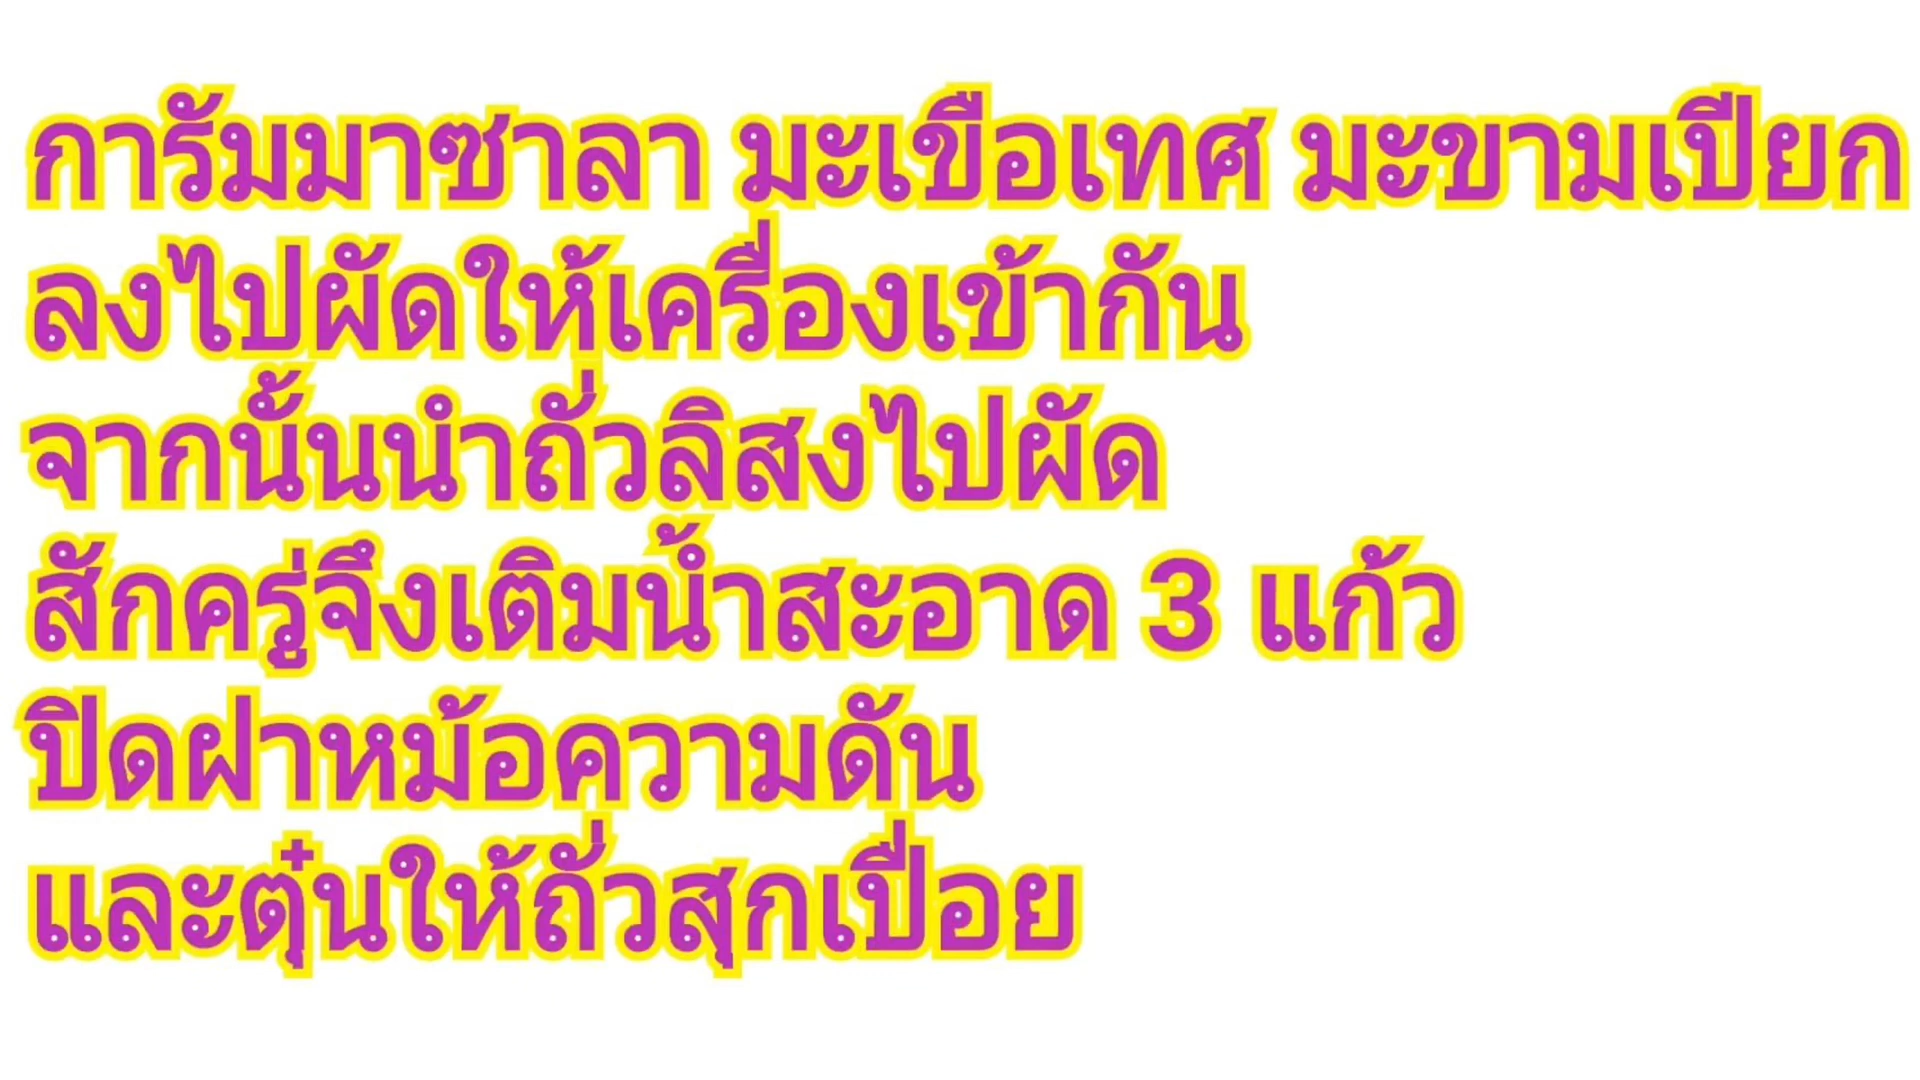 การัมมาซาลา มะเขือเทศ มะขามเปียก
ลงไปผัดให้เครื่องเข้ากัน
จากนั้นนำถั่วลิสงไปผัด
สักครู่จึงเติมน้ำสะอาด 3 แก้ว
ปิดฝาหม้อความดัน
และตุ๋นให้ถั่วสุกเปื่อย